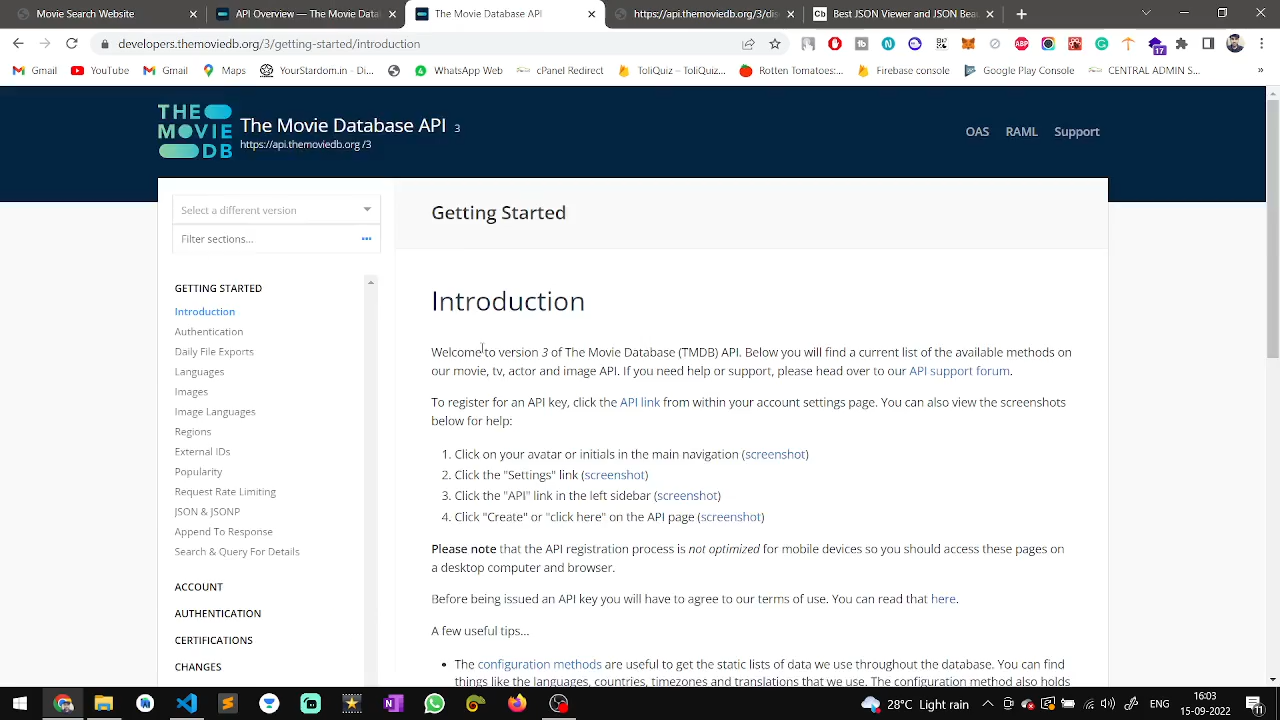 Movie Search Webber
API Overview — The Movie Data
The Movie Database API
https://api.themoviedb.org/3/dis
Best JSON Viewer and JSON Bea
developers.themoviedb.org/3/getting-started/introduction
Gmail
YouTube
Gmail
Maps
YourStardom.in - Di...
WhatsApp Web
cPanel Redirect
ToliQuiz – ToliQuiz...
Rotten Tomatoes:...
Firebase console
Google Play Console
CENTRAL ADMIN S...
»
THE
MOVIE
DB
The Movie Database API 3
https://api.themoviedb.org /3
OAS
RAML
Support
Select a different version
Filter sections...
GETTING STARTED
Introduction
Authentication
Daily File Exports
Languages
Images
Image Languages
Regions
External IDs
Popularity
Request Rate Limiting
JSON & JSONP
Append To Response
Search & Query For Details
ACCOUNT
AUTHENTICATION
CERTIFICATIONS
CHANGES
Getting Started
Introduction
Welcome to version 3 of The Movie Database (TMDB) API. Below you will find a current list of the available methods on
our movie, tv, actor and image API. If you need help or support, please head over to our API support forum.
To register for an API key, click the API link from within your account settings page. You can also view the screenshots
below for help:
1. Click on your avatar or initials in the main navigation (screenshot)
2. Click the "Settings" link (screenshot)
3. Click the "API" link in the left sidebar (screenshot)
4. Click "Create" or "click here" on the API page (screenshot)
Please note that the API registration process is not optimized for mobile devices so you should access these pages on
a desktop computer and browser.
Before being issued an API key you will have to agree to our terms of use. You can read that here.
A few useful tips...
• The configuration methods are useful to get the static lists of data we use throughout the database. You can find
things like the languages, countries, timezones and translations that we use. The configuration method also holds
28°C Light rain
ENG
16:03
15-09-2022